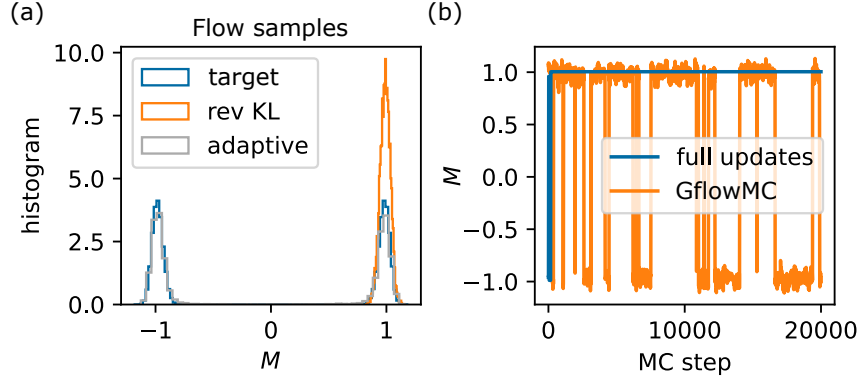 (a)
Flow samples
10.0
7.5
5.0
2.5
0.0
histogram
target
rev KL
adaptive
−1
0
1
M
(b)
1.0
0.5
0.0
−0.5
−1.0
M
full updates
GflowMC
0
10000
20000
MC step